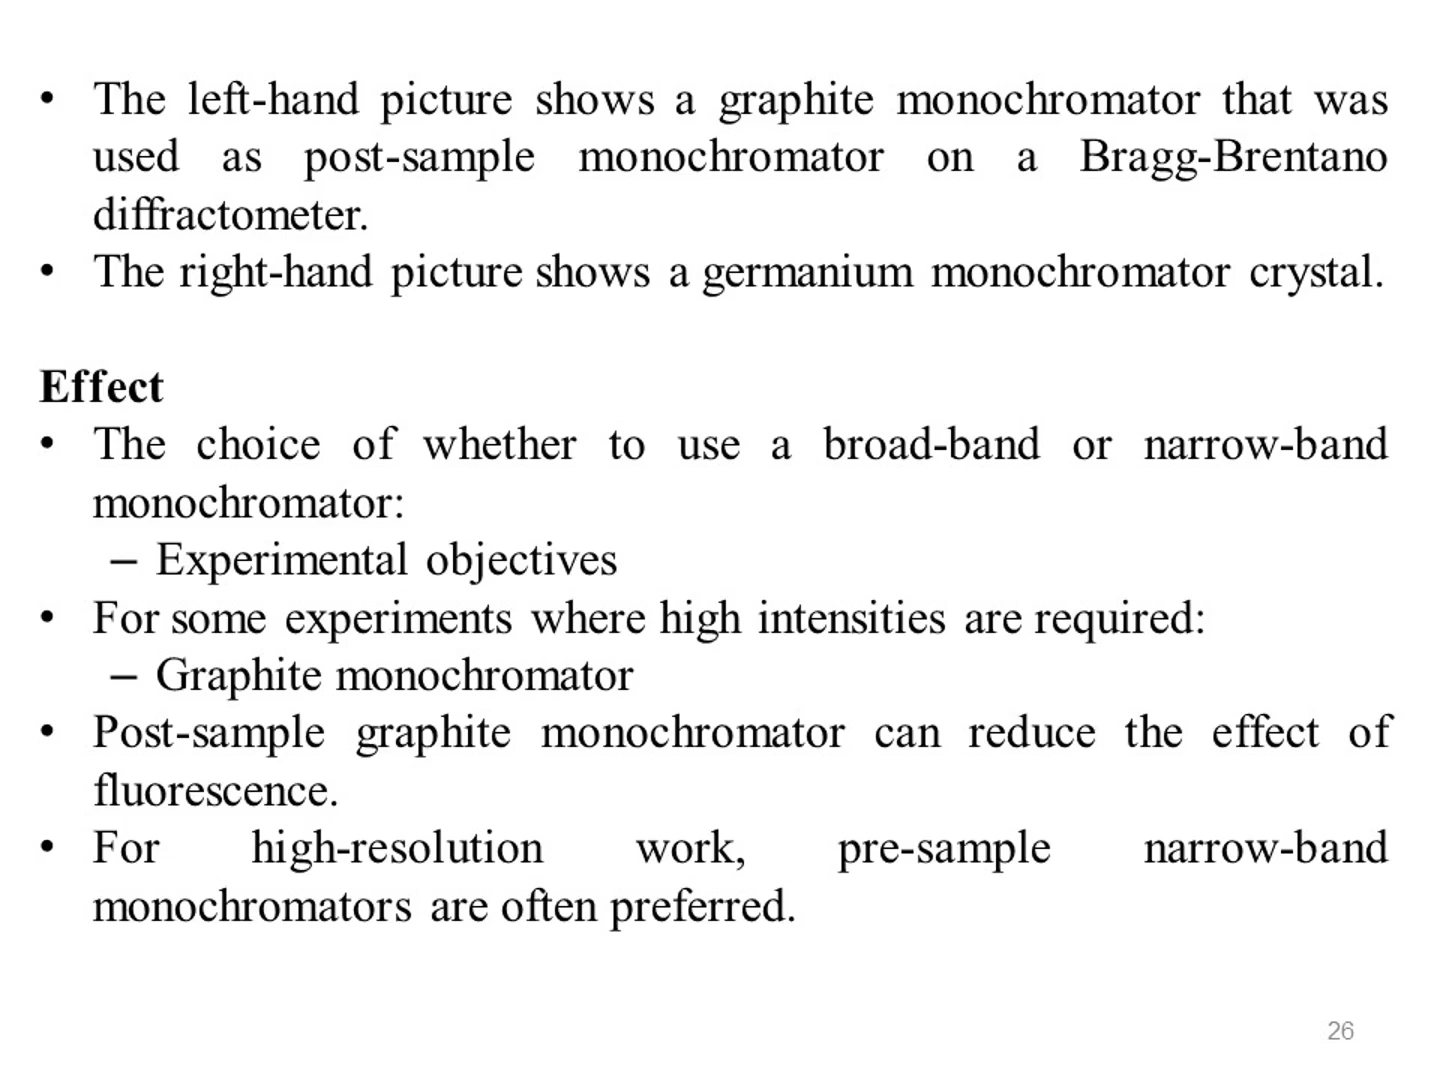 • The left-hand picture shows a graphite monochromator that was
used as post-sample monochromator on a Bragg-Brentano
diffractometer.
• The right-hand picture shows a germanium monochromator crystal.
Effect
• The choice of whether to use a broad-band or narrow-band
monochromator:
– Experimental objectives
• For some experiments where high intensities are required:
– Graphite monochromator
• Post-sample graphite monochromator can reduce the effect of
fluorescence.
• For high-resolution work, pre-sample narrow-band
monochromators are often preferred.
26